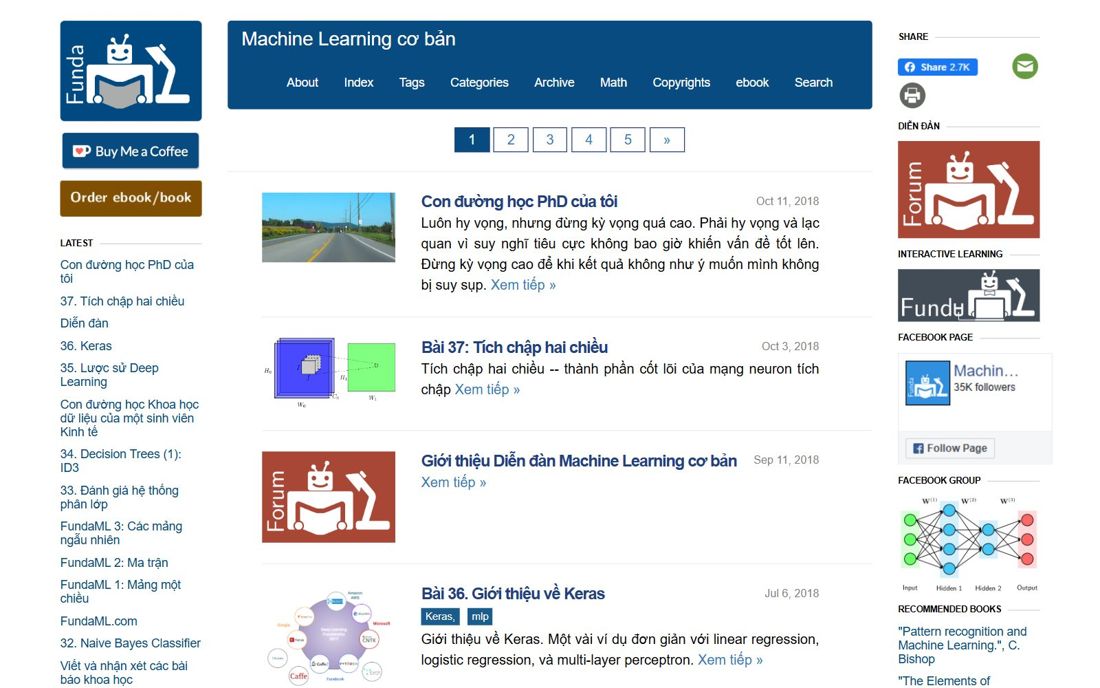 Funda
Buy Me a Coffee
Order ebook/book
LATEST
Con đường học PhD của
tôi
37. Tích chập hai chiều
Diễn đàn
36. Keras
35. Lược sử Deep
Learning
Con đường học Khoa học
dữ liệu của một sinh viên
Kinh tế
34. Decision Trees (1):
ID3
33. Đánh giá hệ thống
phân lớp
FundaML 3: Các mảng
ngẫu nhiên
FundaML 2: Ma trận
FundaML 1: Mảng một
chiều
FundaML.com
32. Naive Bayes Classifier
Viết và nhận xét các bài
báo khoa học
Machine Learning cơ bản
About Index Tags Categories Archive Math Copyrights ebook Search
1 2 3 4 5 »
Con đường học PhD của tôi Oct 11, 2018
Luôn hy vọng, nhưng đừng kỳ vọng quá cao. Phải hy vọng và lạc
quan vì suy nghĩ tiêu cực không bao giờ khiến vấn đề tốt lên.
Đừng kỳ vọng cao để khi kết quả không như ý muốn mình không
bị suy sụp. Xem tiếp »
Bài 37: Tích chập hai chiều Oct 3, 2018
Tích chập hai chiều -- thành phần cốt lõi của mạng neuron tích
chập Xem tiếp »
Forum
Giới thiệu Diễn đàn Machine Learning cơ bản Sep 11, 2018
Xem tiếp »
Bài 36. Giới thiệu về Keras Jul 6, 2018
Keras, mlp
Giới thiệu về Keras. Một vài ví dụ đơn giản với linear regression,
logistic regression, và multi-layer perceptron. Xem tiếp »
Google
Microsoft
Caffe
Facebook
SHARE
Share 2.7K
DIỄN ĐÀN
Forum
INTERACTIVE LEARNING
Fundu
FACEBOOK PAGE
Machin...
35K followers
Follow Page
FACEBOOK GROUP
W(1) W(2) W(3)
Input Hidden 1 Hidden 2 Output
RECOMMENDED BOOKS
"Pattern recognition and
Machine Learning.", C.
Bishop
"The Elements of